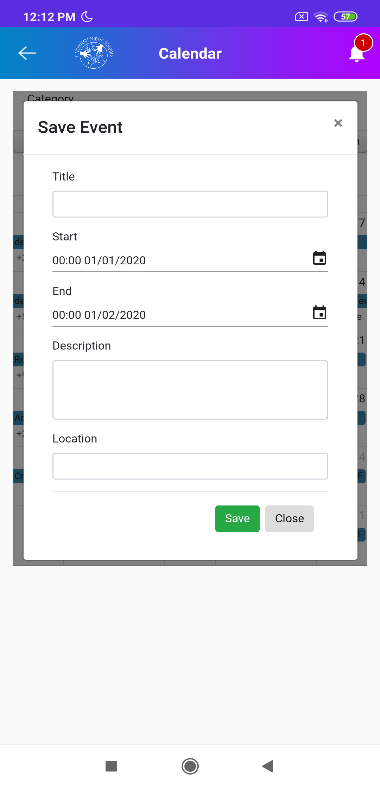 12:12 PM
57
Calendar
1
Category
Save Event
×
Title
Start
00:00 01/01/2020
End
00:00 01/02/2020
Description
Location
Save
Close